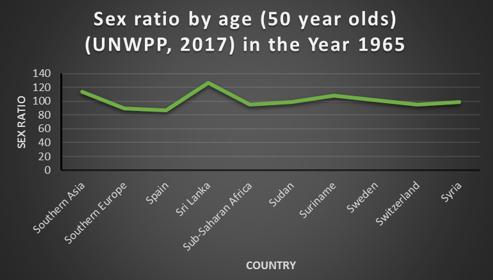 Sex ratio by age (50 year olds)
(UNWPP, 2017) in the Year 1965
140
120
100
80
60
40
20
0
SEX RATIO
Southern Asia
Southern Europe
Spain
Sri Lanka
Sub-Saharan Africa
Sudan
Suriname
Sweden
Switzerland
Syria
COUNTRY